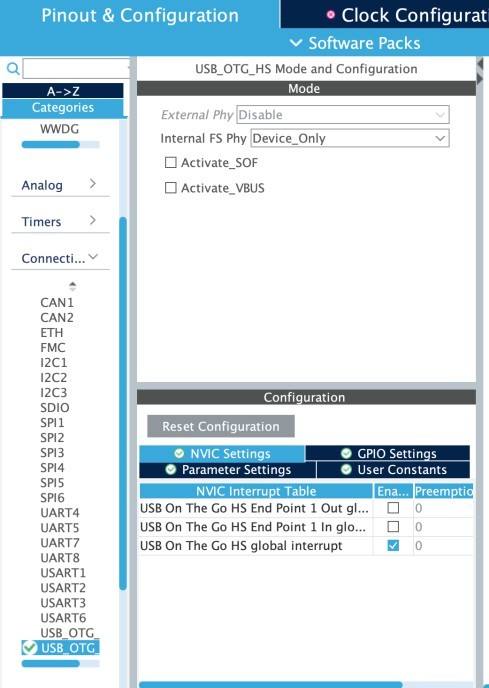 Pinout & Configuration
Clock Configurati
Software Packs
A->Z
Categories
WWDG
Analog
Timers
Connecti...
CAN1
CAN2
ETH
FMC
I2C1
I2C2
I2C3
SDIO
SPI1
SPI2
SPI3
SPI4
SPI5
SPI6
UART4
UART5
UART7
UART8
USART1
USART2
USART3
USART6
USB_OTG_
USB_OTG_
USB_OTG_HS Mode and Configuration
Mode
External Phy Disable
Internal FS Phy Device_Only
Activate_SOF
Activate_VBUS
Configuration
Reset Configuration
NVIC Settings
GPIO Settings
Parameter Settings
User Constants
NVIC Interrupt Table Ena... Preemptio
USB On The Go HS End Point 1 Out gl... 0
USB On The Go HS End Point 1 In glo... 0
USB On The Go HS global interrupt 0